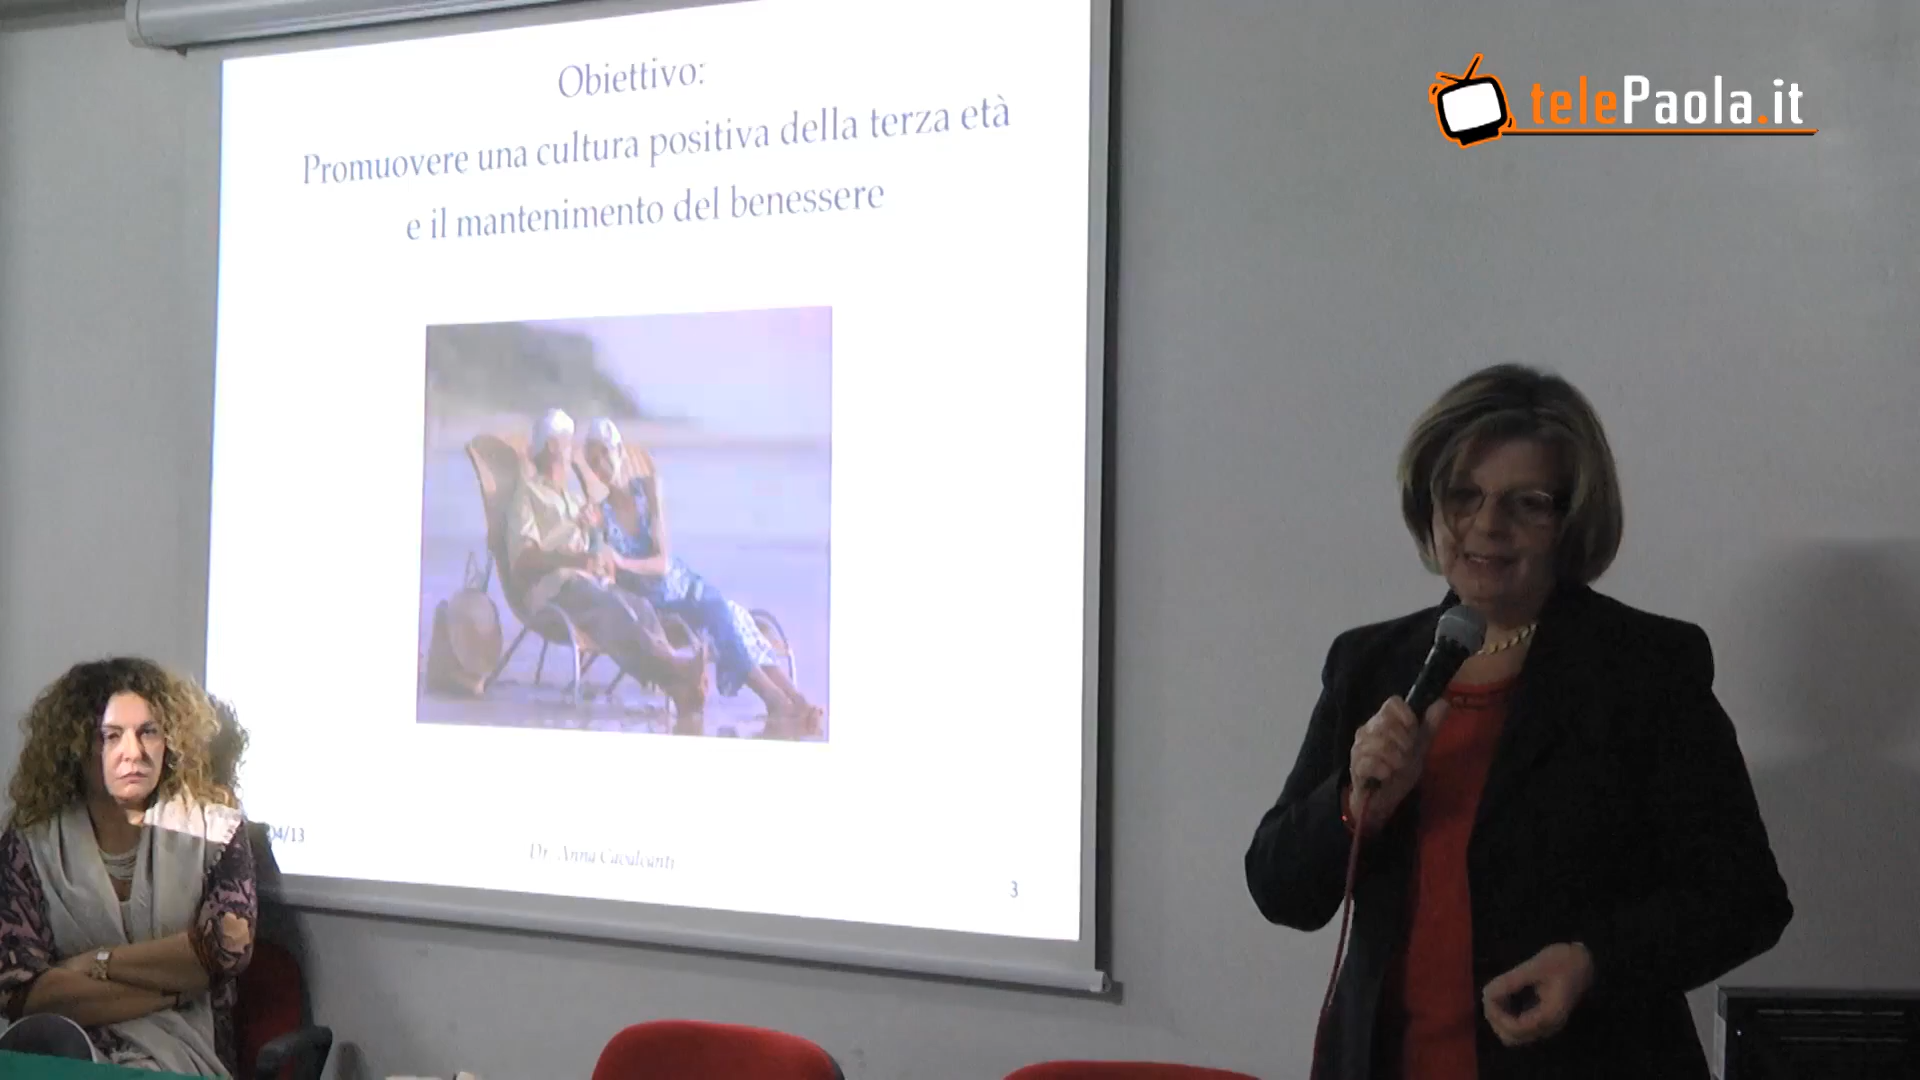 Obiettivo:
Promuovere una cultura positiva della terza età
e il mantenimento del benessere
telePaola.it
04/13
Dr. Anna Cavalcanti
3